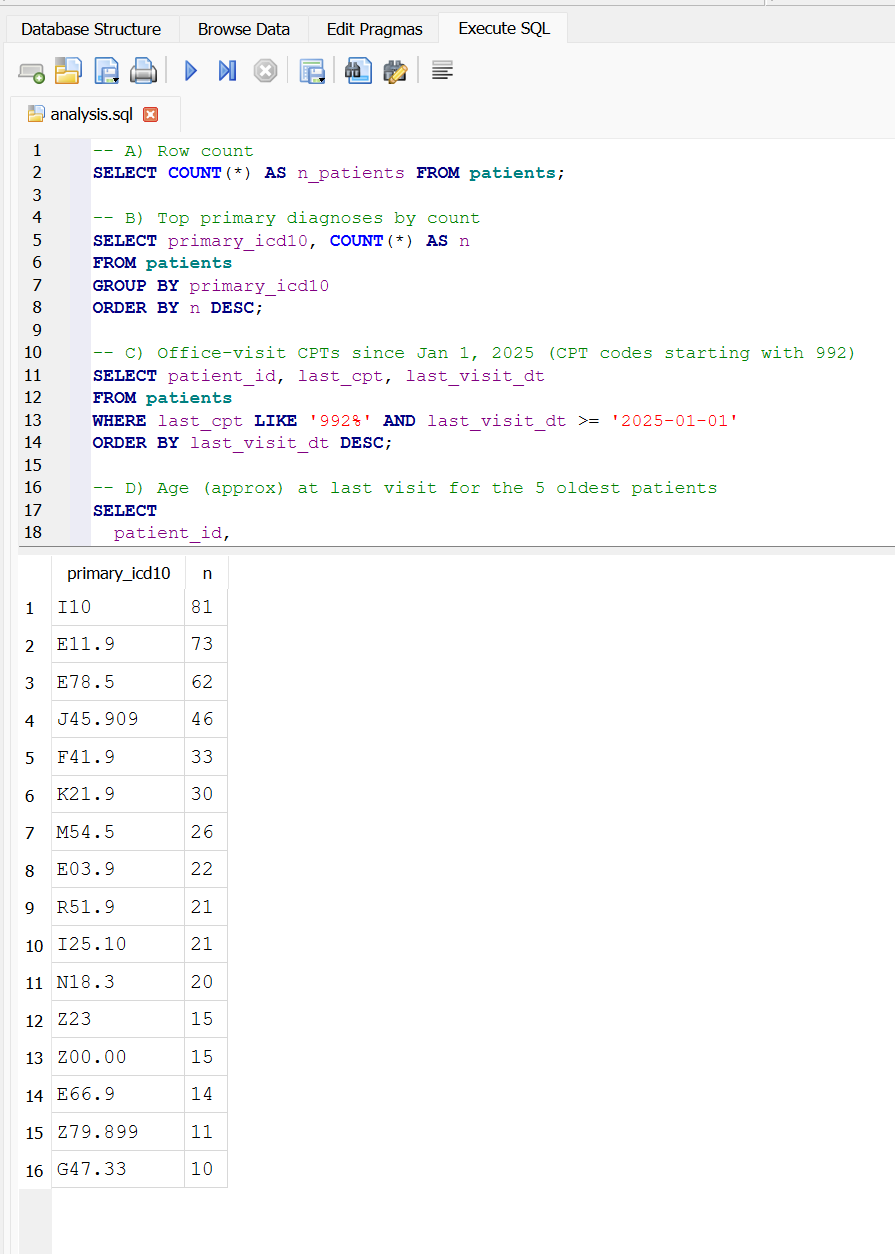 Database Structure Browse Data Edit Pragmas Execute SQL
analysis.sql
1 -- A) Row count
2 SELECT COUNT(*) AS n_patients FROM patients;
3
4 -- B) Top primary diagnoses by count
5 SELECT primary_icd10, COUNT(*) AS n
6 FROM patients
7 GROUP BY primary_icd10
8 ORDER BY n DESC;
9
10 -- C) Office-visit CPTs since Jan 1, 2025 (CPT codes starting with 992)
11 SELECT patient_id, last_cpt, last_visit_dt
12 FROM patients
13 WHERE last_cpt LIKE '992%' AND last_visit_dt >= '2025-01-01'
14 ORDER BY last_visit_dt DESC;
15
16 -- D) Age (approx) at last visit for the 5 oldest patients
17 SELECT
18 patient_id,
primary_icd10 n
1 I10 81
2 E11.9 73
3 E78.5 62
4 J45.909 46
5 F41.9 33
6 K21.9 30
7 M54.5 26
8 E03.9 22
9 R51.9 21
10 I25.10 21
11 N18.3 20
12 Z23 15
13 Z00.00 15
14 E66.9 14
15 Z79.899 11
16 G47.33 10